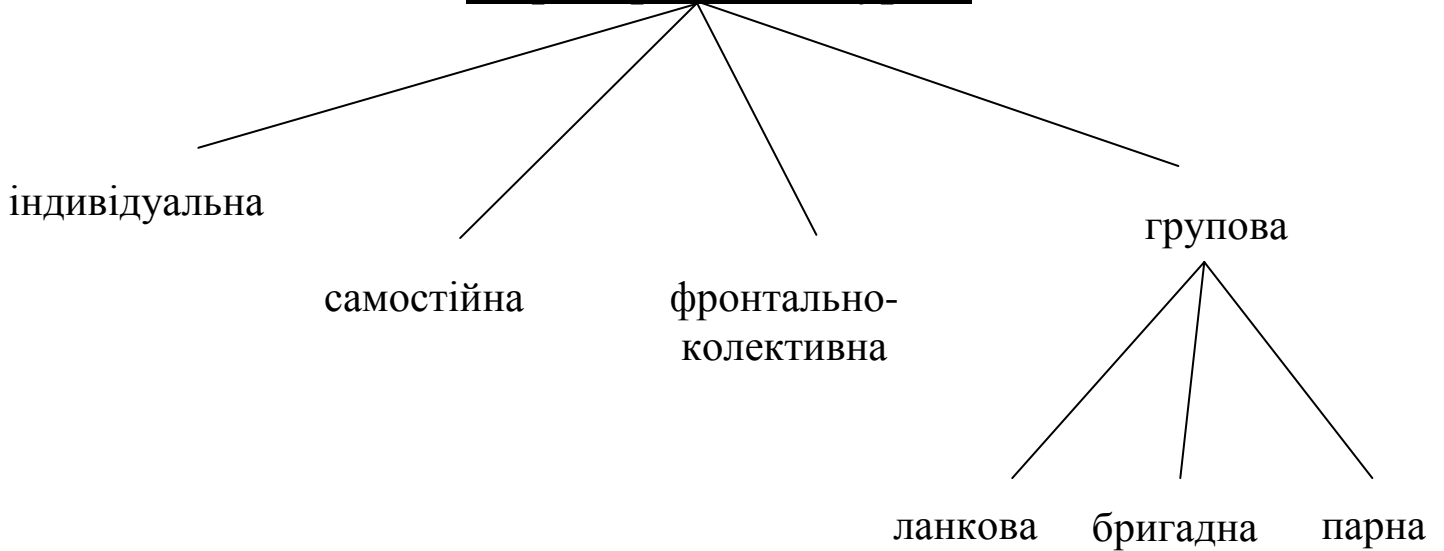 індивідуальна
самостійна
фронтально-
колективна
групова
ланкова
бригадна
парна